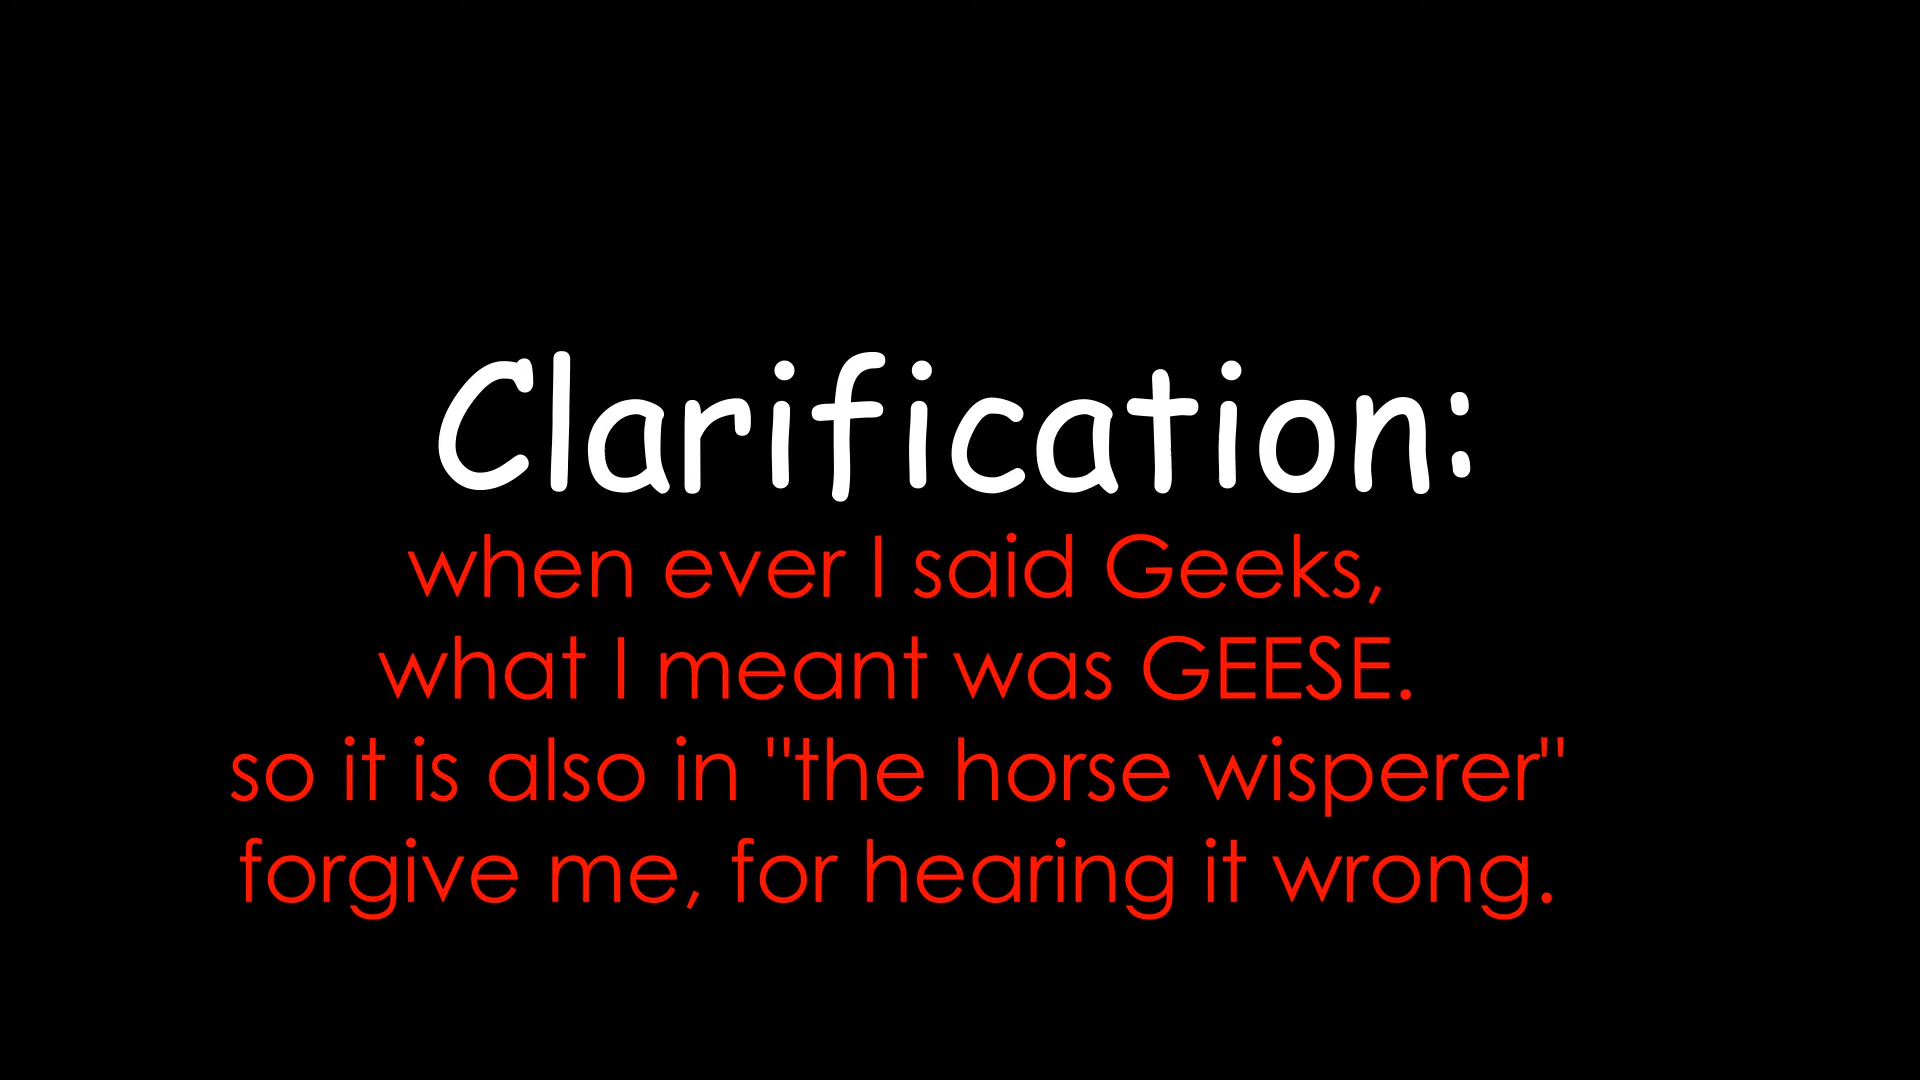 Clarification:
when ever I said Geeks,
what I meant was GEESE.
so it is also in "the horse wisperer"
forgive me, for hearing it wrong.